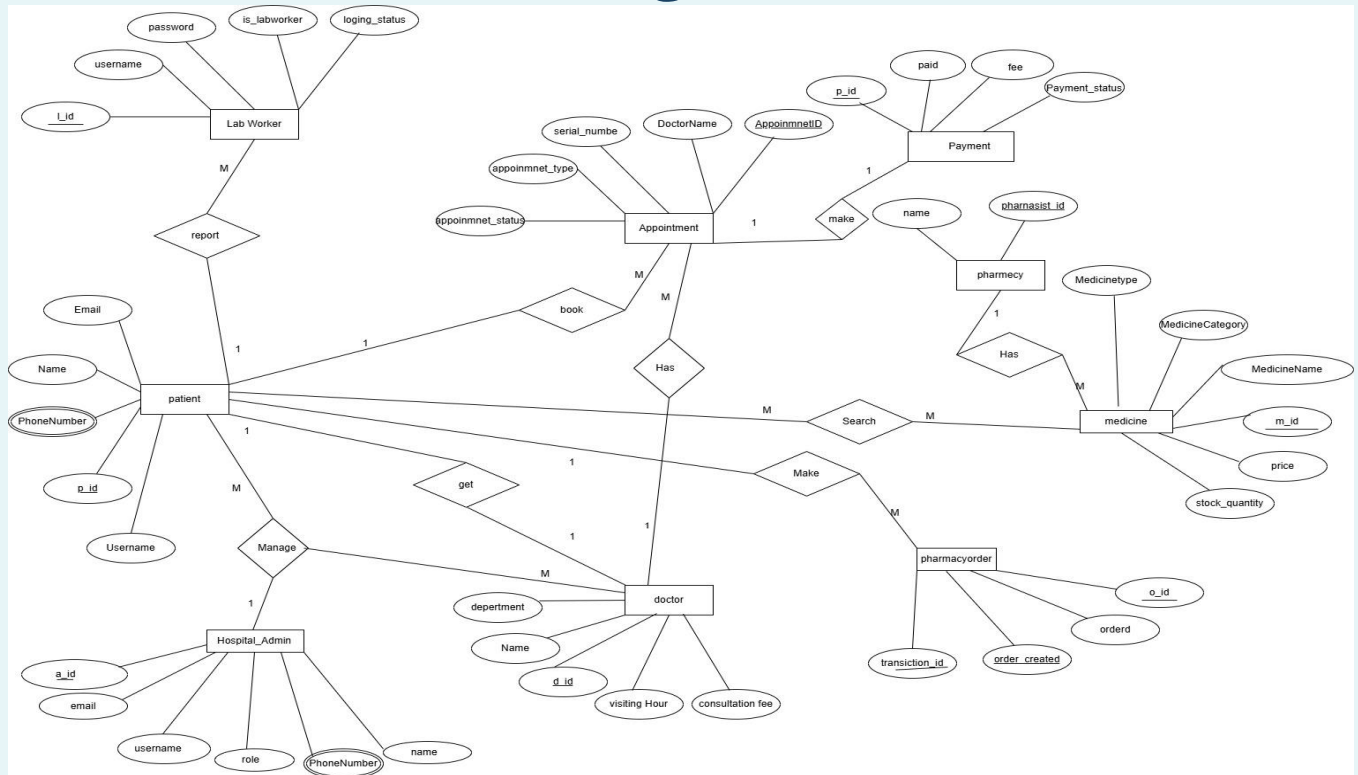 is_labworker
loging_status
password
username
l_id
Lab Worker
M
report
1
paid
fee
p_id
Payment_status
Payment
1
make
1
DoctorName
AppoinmnetID
serial_numbe
appoinmnet_type
appoinmnet_status
Appointment
M
book
1
M
Has
1
name
pharnasist_id
pharmecy
1
Has
M
Medicinetype
MedicineCategory
MedicineName
m_id
price
stock_quantity
medicine
Email
Name
PhoneNumber
p_id
Username
patient
M
Search
M
1
Make
M
1
get
1
M
Manage
M
1
pharmacyorder
o_id
orderd
order_created
transiction_id
doctor
depertment
Name
d_id
visiting Hour
consultation fee
Hospital_Admin
a_id
email
username
role
PhoneNumber
name